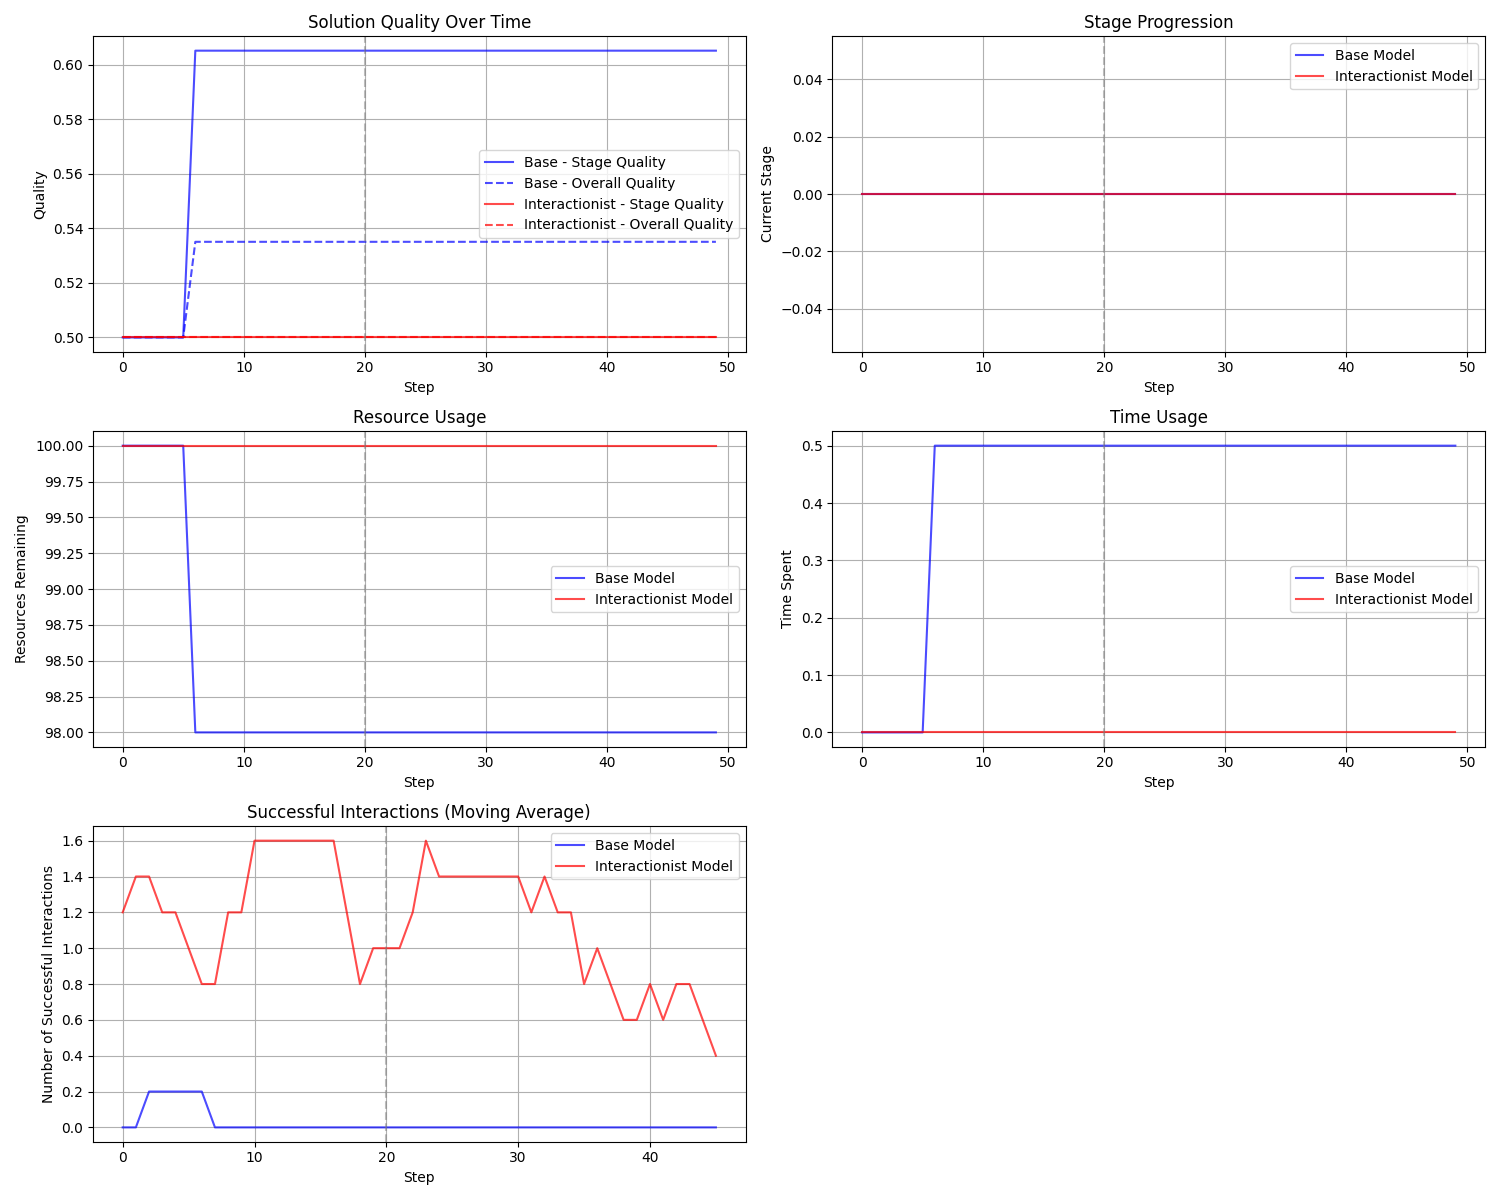 Solution Quality Over Time
Quality
0.60
0.58
0.56
0.54
0.52
0.50
0 10 20 30 40 50
Step
Base - Stage Quality
Base - Overall Quality
Interactionist - Stage Quality
Interactionist - Overall Quality
Stage Progression
Current Stage
0.04
0.02
0.00
−0.02
−0.04
0 10 20 30 40 50
Step
Base Model
Interactionist Model
Resource Usage
Resources Remaining
100.00
99.75
99.50
99.25
99.00
98.75
98.50
98.25
98.00
0 10 20 30 40 50
Step
Base Model
Interactionist Model
Time Usage
Time Spent
0.5
0.4
0.3
0.2
0.1
0.0
0 10 20 30 40 50
Step
Base Model
Interactionist Model
Successful Interactions (Moving Average)
Number of Successful Interactions
1.6
1.4
1.2
1.0
0.8
0.6
0.4
0.2
0.0
0 10 20 30 40
Step
Base Model
Interactionist Model